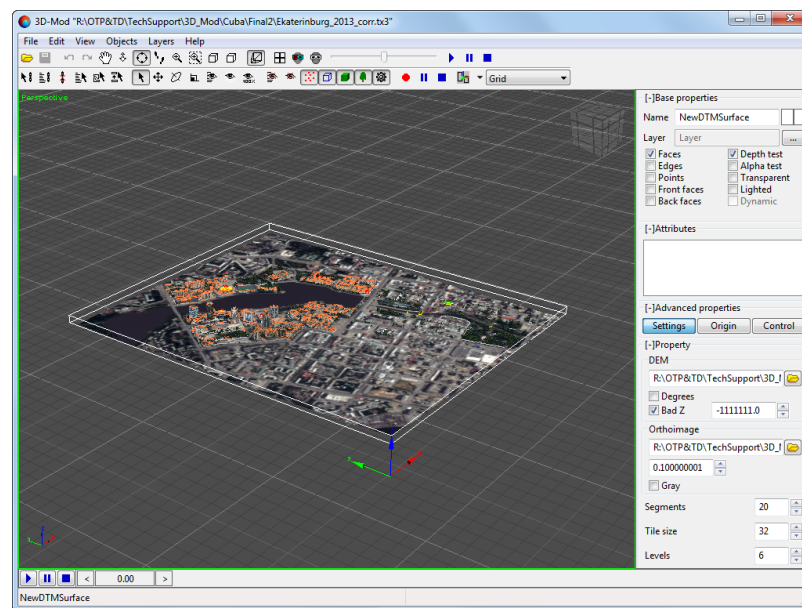 3D-Mod "R:\OTP&TD\TechSupport\3D_Mod\Cuba\Final2\Ekaterinburg_2013_corr.tx3"
File Edit View Objects Layers Help
Grid
Perspective
[-]Base properties
Name NewDTMSurface
Layer Layer ...
Faces Depth test
Edges Alpha test
Points Transparent
Front faces Lighted
Back faces Dynamic
[-]Attributes
[-]Advanced properties
Settings Origin Control
[-]Property
DEM
R:\OTP&TD\TechSupport\3D_
Degrees
Bad Z -1111111.0
Orthoimage
R:\OTP&TD\TechSupport\3D_
0.100000001
Gray
Segments 20
Tile size 32
Levels 6
< 0.00 >
NewDTMSurface